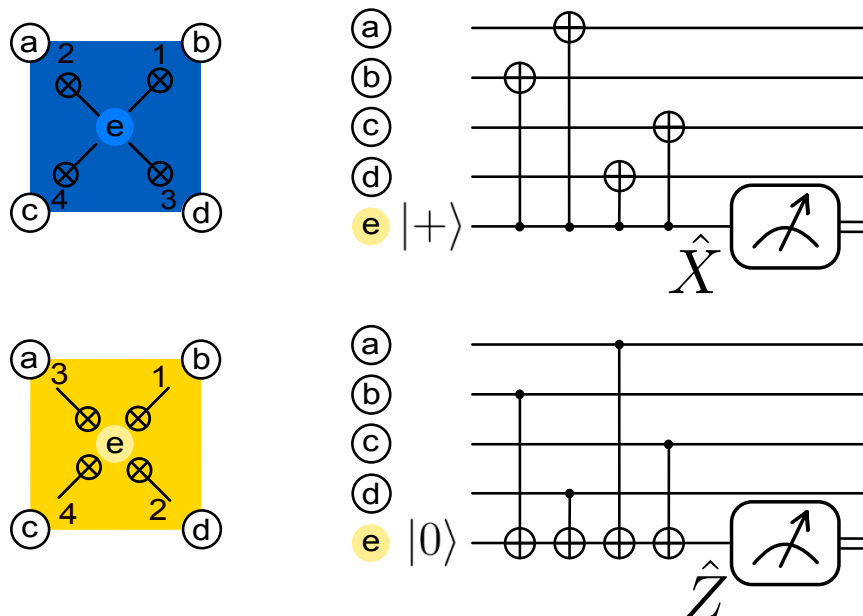 a b a
2 1 b
e c
4 3 d
c d e |+⟩
X̂
a b a
3 1 b
e c
4 2 d
c d e |0⟩
Ẑ